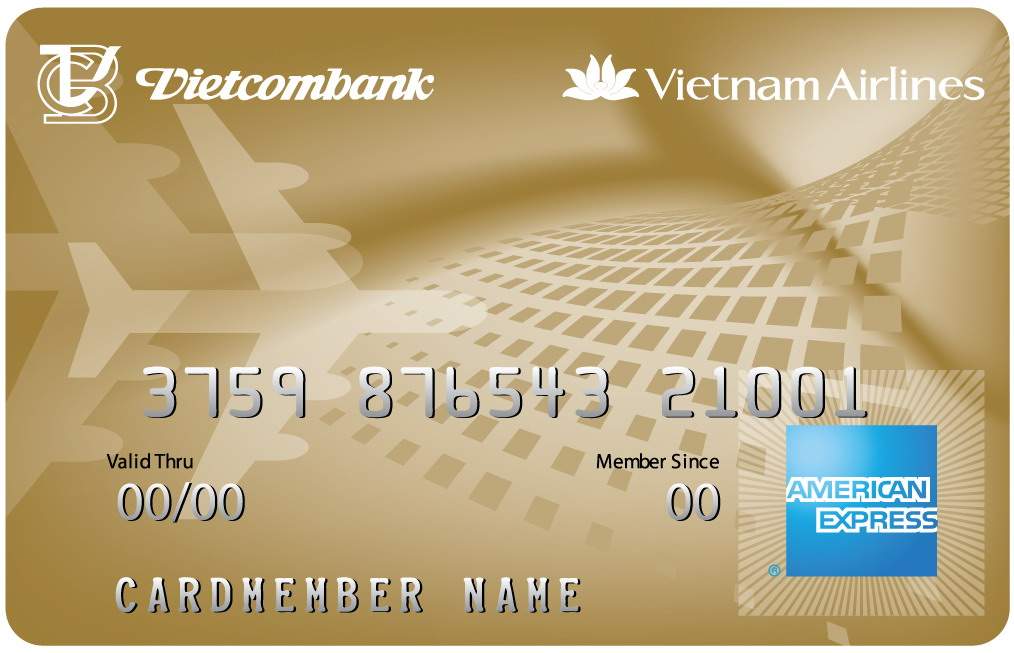 Vietcombank
Vietnam Airlines
3759 876543 21001
Valid Thru
Member Since
00/00
00
AMERICAN
EXPRESS
®
CARDMEMBER NAME